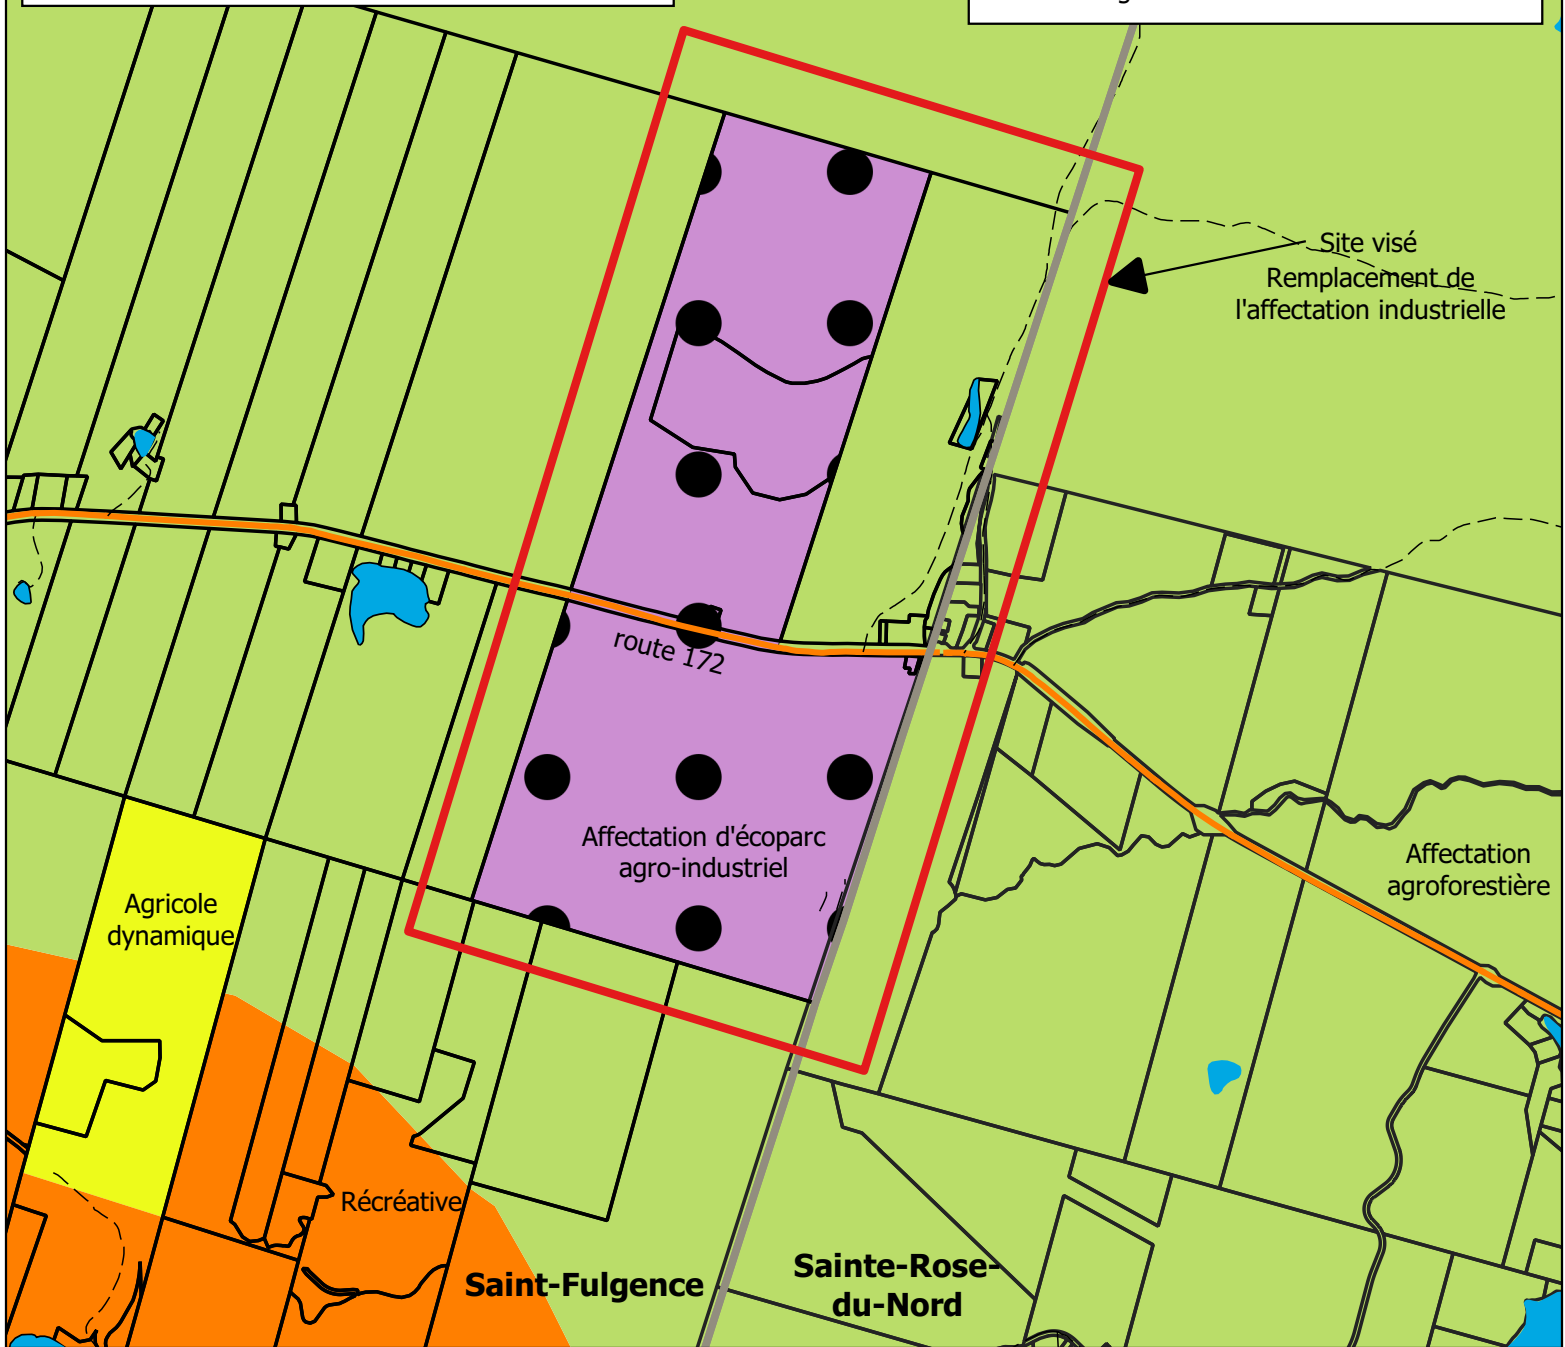 Site visé
Remplacement de
l'affectation industrielle
route 172
Affectation d'écoparc
agro-industriel
Affectation
agroforestière
Agricole
dynamique
Récréative
Saint-Fulgence
Sainte-Rose-
du-Nord